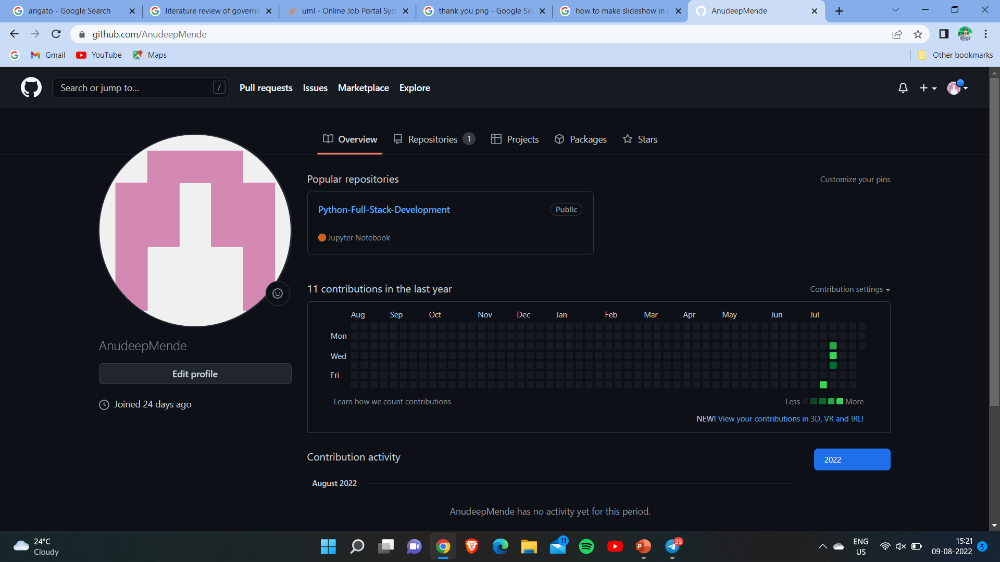 arigato - Google Search
literature review of governm
uml - Online Job Portal Syst
thank you png - Google Sea
how to make slideshow in p
AnudeepMende
github.com/AnudeepMende
Gmail YouTube Maps Other bookmarks
Search or jump to... /
Pull requests Issues Marketplace Explore
Overview Repositories 1 Projects Packages Stars
Popular repositories
Customize your pins
Python-Full-Stack-Development Public
Jupyter Notebook
11 contributions in the last year
Contribution settings
Aug Sep Oct Nov Dec Jan Feb Mar Apr May Jun Jul
Mon
Wed
Fri
Learn how we count contributions
Less More
NEW! View your contributions in 3D, VR and IRL!
AnudeepMende
Edit profile
Joined 24 days ago
Contribution activity
2022
August 2022
AnudeepMende has no activity yet for this period.
24°C
Cloudy
11
35
ENG
US
15:21
09-08-2022
5